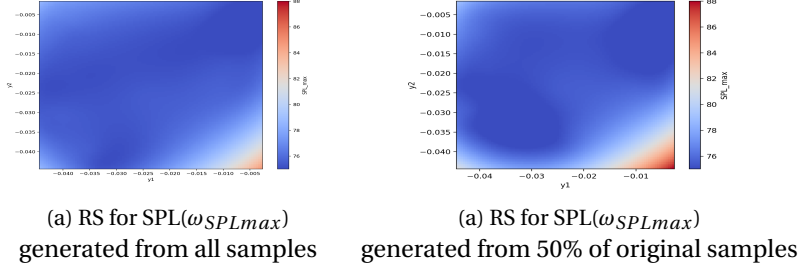 −0.005
−0.010
−0.015
−0.020
−0.025
−0.030
−0.035
−0.040
y2
−0.040 −0.035 −0.030 −0.025 −0.020 −0.015 −0.010 −0.005
y1
88
86
84
82
80
78
76
SPL_max
−0.005
−0.010
−0.015
−0.020
−0.025
−0.030
−0.035
−0.040
y2
−0.04 −0.03 −0.02 −0.01
y1
88
86
84
82
80
78
76
SPL_max
(a) RS for SPL(ωSPLmax)
generated from all samples
(a) RS for SPL(ωSPLmax)
generated from 50% of original samples